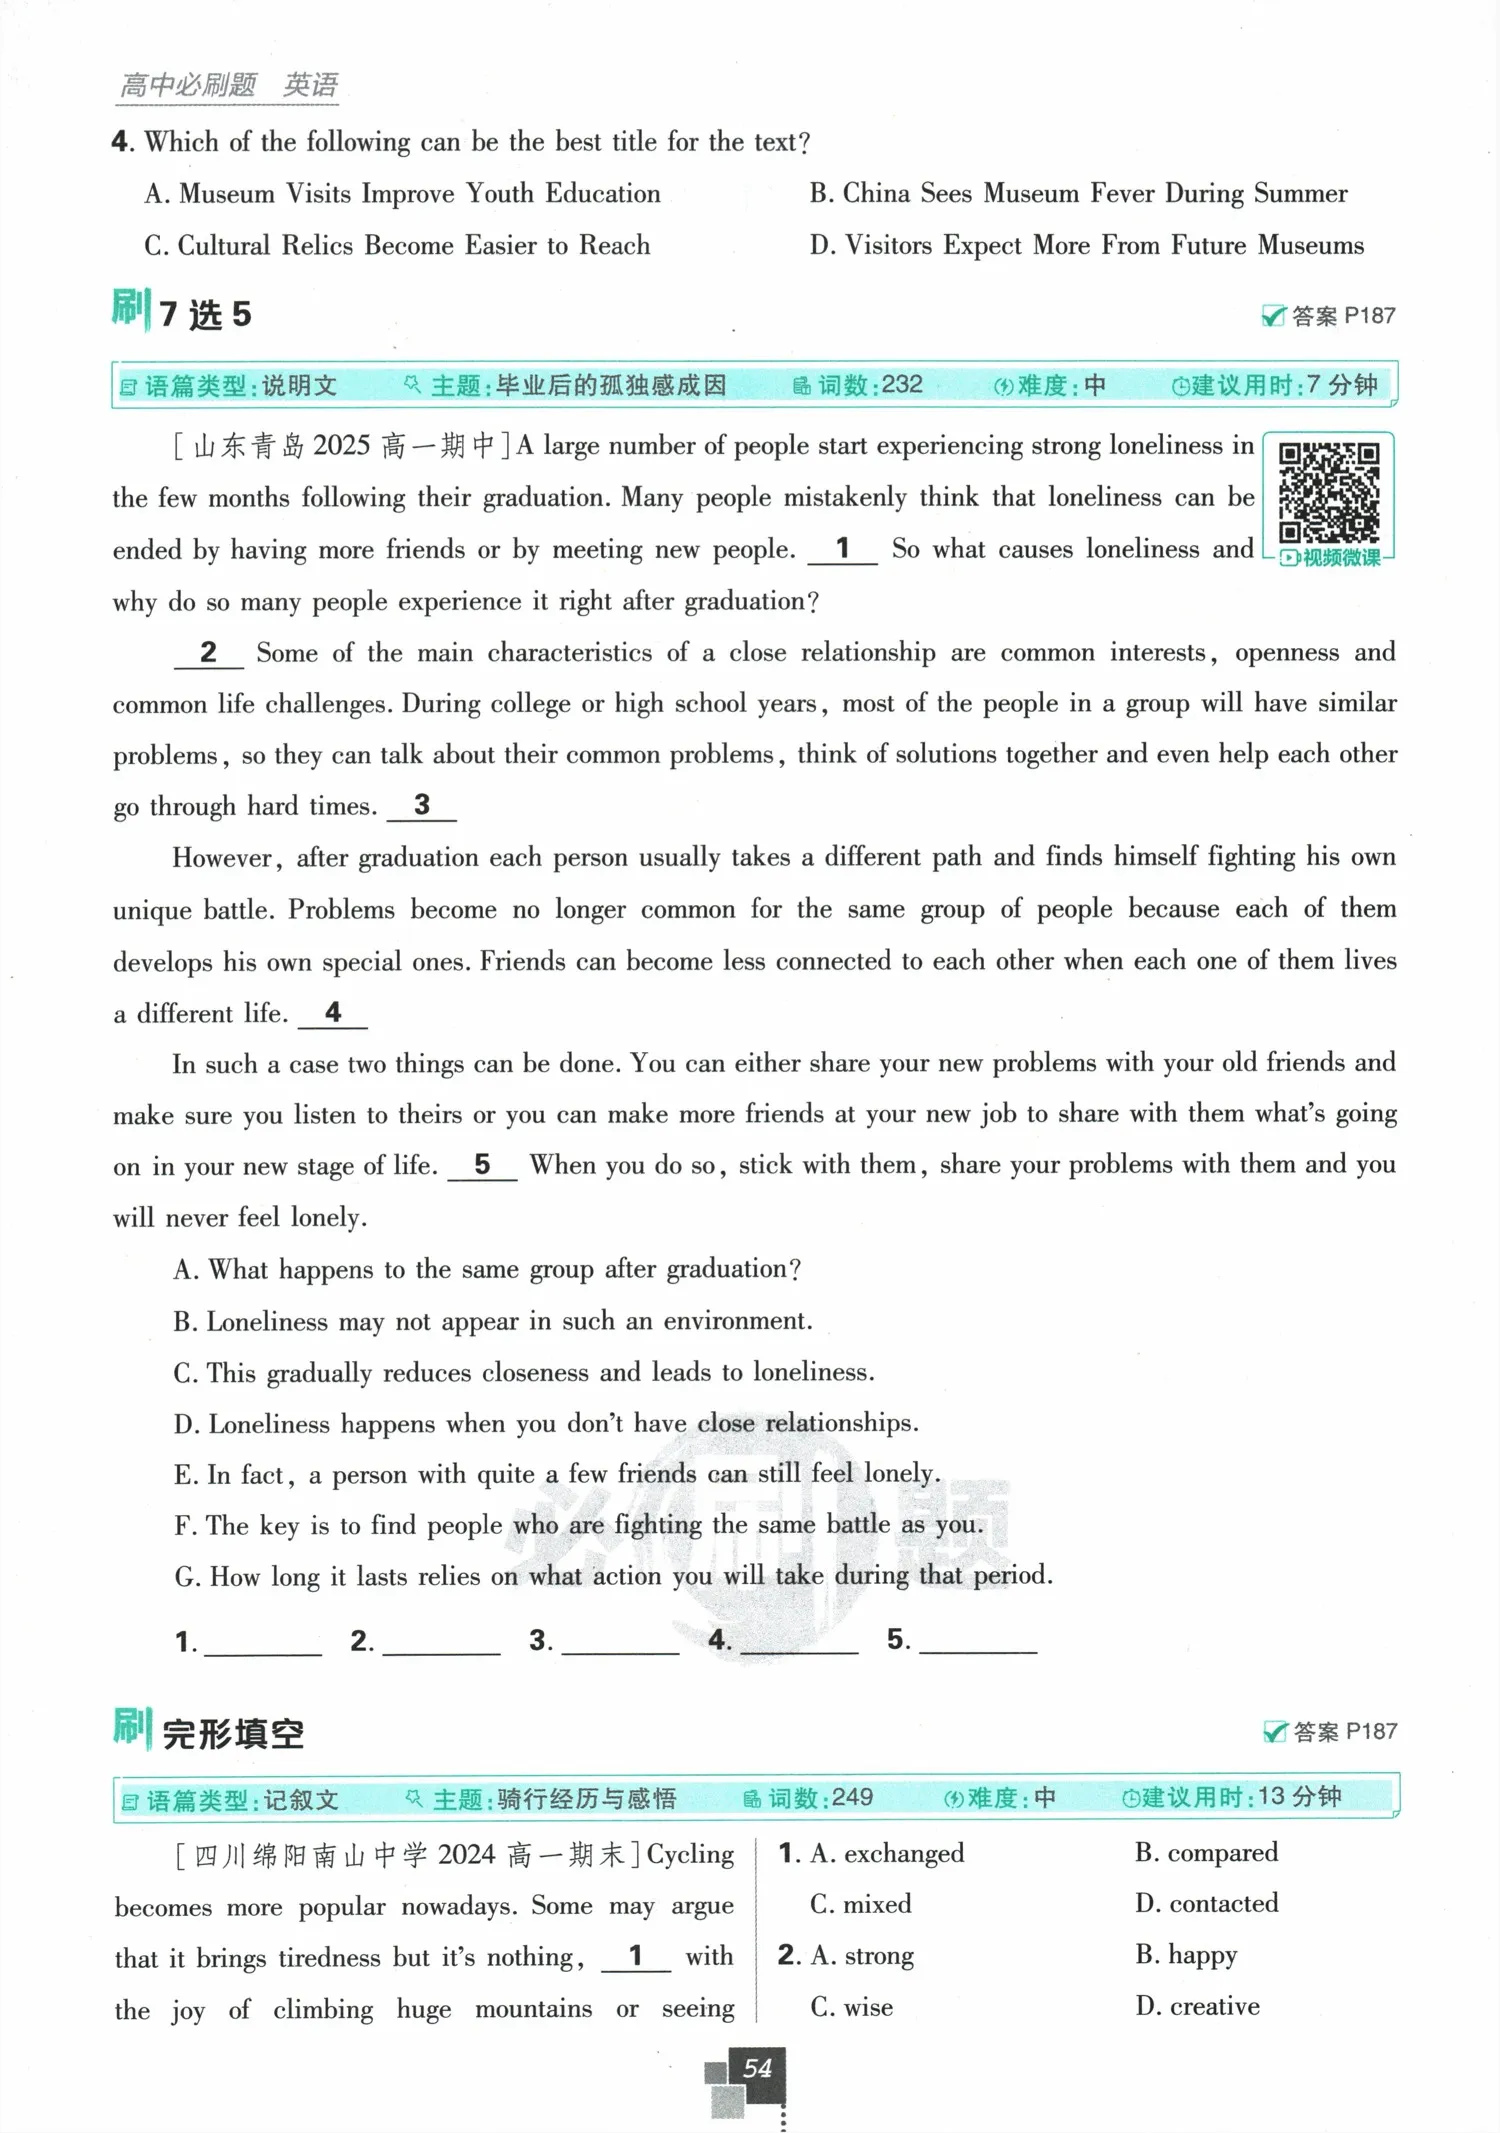 高中必刷题 英语
4. Which of the following can be the best title for the text?
A. Museum Visits Improve Youth Education B. China Sees Museum Fever During Summer
C. Cultural Relics Become Easier to Reach D. Visitors Expect More From Future Museums
刷 7 选 5 答案 P187
语篇类型:说明文 主题:毕业后的孤独感成因 词数:232 难度:中 建议用时:7 分钟
[山东青岛 2025 高一期中]A large number of people start experiencing strong loneliness in
the few months following their graduation. Many people mistakenly think that loneliness can be
ended by having more friends or by meeting new people. 1 So what causes loneliness and
视频微课
why do so many people experience it right after graduation?
2 Some of the main characteristics of a close relationship are common interests, openness and
common life challenges. During college or high school years, most of the people in a group will have similar
problems, so they can talk about their common problems, think of solutions together and even help each other
go through hard times. 3
However, after graduation each person usually takes a different path and finds himself fighting his own
unique battle. Problems become no longer common for the same group of people because each of them
develops his own special ones. Friends can become less connected to each other when each one of them lives
a different life. 4
In such a case two things can be done. You can either share your new problems with your old friends and
make sure you listen to theirs or you can make more friends at your new job to share with them what's going
on in your new stage of life. 5 When you do so, stick with them, share your problems with them and you
will never feel lonely.
A. What happens to the same group after graduation?
B. Loneliness may not appear in such an environment.
C. This gradually reduces closeness and leads to loneliness.
D. Loneliness happens when you don't have close relationships.
E. In fact, a person with quite a few friends can still feel lonely.
F. The key is to find people who are fighting the same battle as you.
G. How long it lasts relies on what action you will take during that period.
必刷题
1. ______ 2. ______ 3. ______ 4. ______ 5. ______
刷 完形填空 答案 P187
语篇类型:记叙文 主题:骑行经历与感悟 词数:249 难度:中 建议用时:13 分钟
[四川绵阳南山中学 2024 高一期末]Cycling
becomes more popular nowadays. Some may argue
that it brings tiredness but it's nothing, 1 with
the joy of climbing huge mountains or seeing
1. A. exchanged B. compared
C. mixed D. contacted
2. A. strong B. happy
C. wise D. creative
54